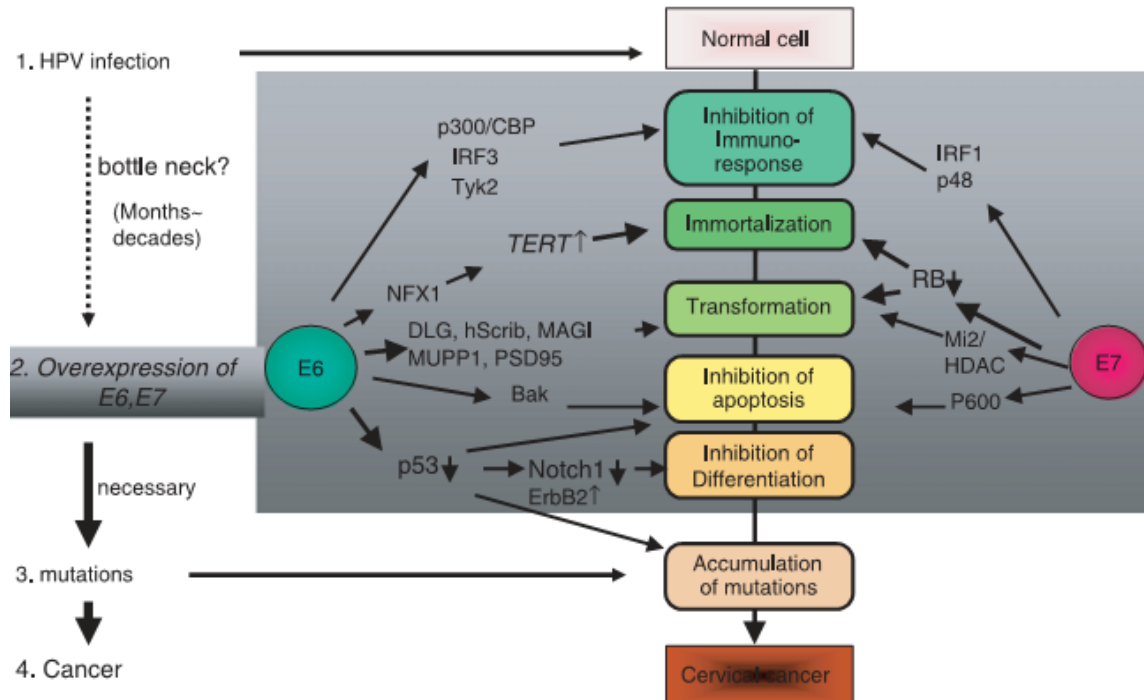 Normal cell
1. HPV infection
bottle neck?
(Months~
decades)
p300/CBP
IRF3
Tyk2
Inhibition of
Immuno-
response
IRF1
p48
TERT↑
Immortalization
NFX1
RB↓
DLG, hScrib, MAGI
MUPP1, PSD95
Transformation
Mi2/
HDAC
2. Overexpression of
E6,E7
E6
E7
Bak
Inhibition of
apoptosis
P600
p53↓
Notch1↓
ErbB2↑
Inhibition of
Differentiation
necessary
3. mutations
Accumulation
of mutations
4. Cancer
Cervical cancer